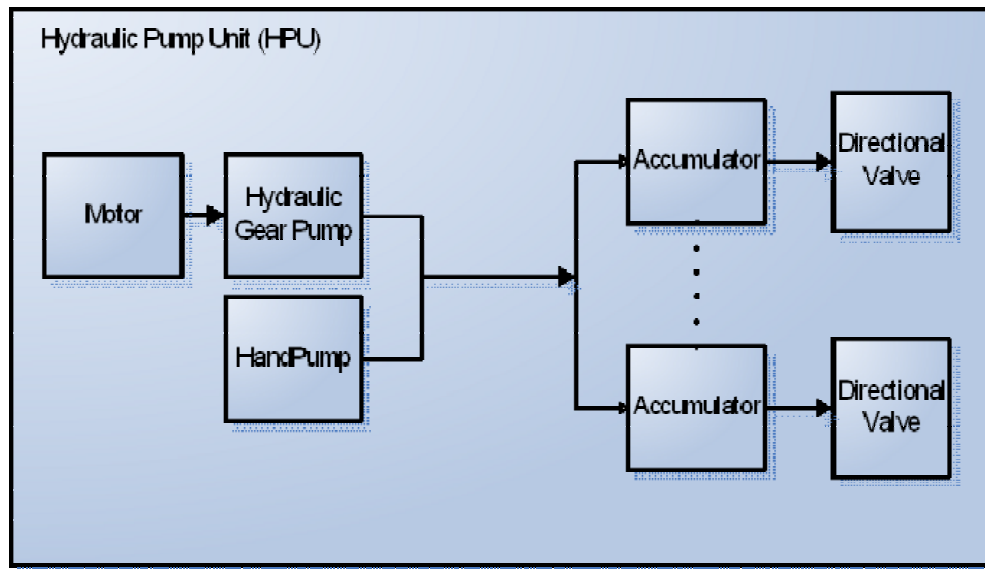 Hydraulic Pump Unit (HPU)
Motor
Hydraulic
Gear Pump
HandPump
Accumulator
Directional
Valve
Accumulator
Directional
Valve